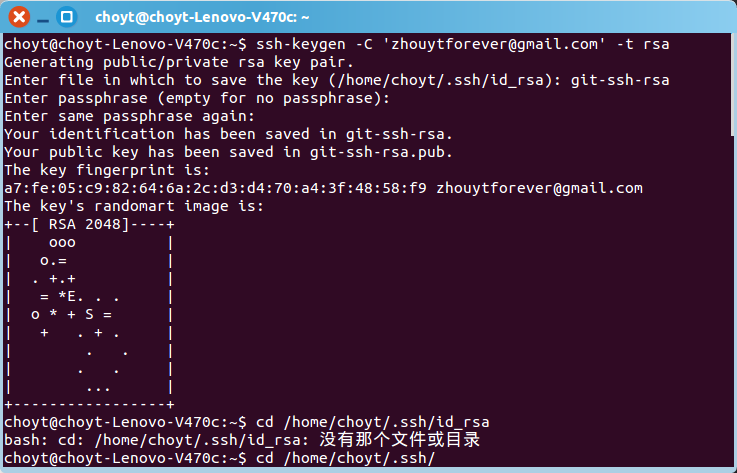 choyt@choyt-Lenovo-V470c: ~
choyt@choyt-Lenovo-V470c:~$ ssh-keygen -C 'zhouytforever@gmail.com' -t rsa
Generating public/private rsa key pair.
Enter file in which to save the key (/home/choyt/.ssh/id_rsa): git-ssh-rsa
Enter passphrase (empty for no passphrase):
Enter same passphrase again:
Your identification has been saved in git-ssh-rsa.
Your public key has been saved in git-ssh-rsa.pub.
The key fingerprint is:
a7:fe:05:c9:82:64:6a:2c:d3:d4:70:a4:3f:48:58:f9 zhouytforever@gmail.com
The key's randomart image is:
+--[ RSA 2048]----+
|    ooo          |
|   o.=           |
|  . +.+          |
|   = *E. . .     |
|  o * + S =      |
|   +   . + .     |
|        .   .    |
|       .   .     |
|        ...      |
+-----------------+
choyt@choyt-Lenovo-V470c:~$ cd /home/choyt/.ssh/id_rsa
bash: cd: /home/choyt/.ssh/id_rsa: 没有那个文件或目录
choyt@choyt-Lenovo-V470c:~$ cd /home/choyt/.ssh/